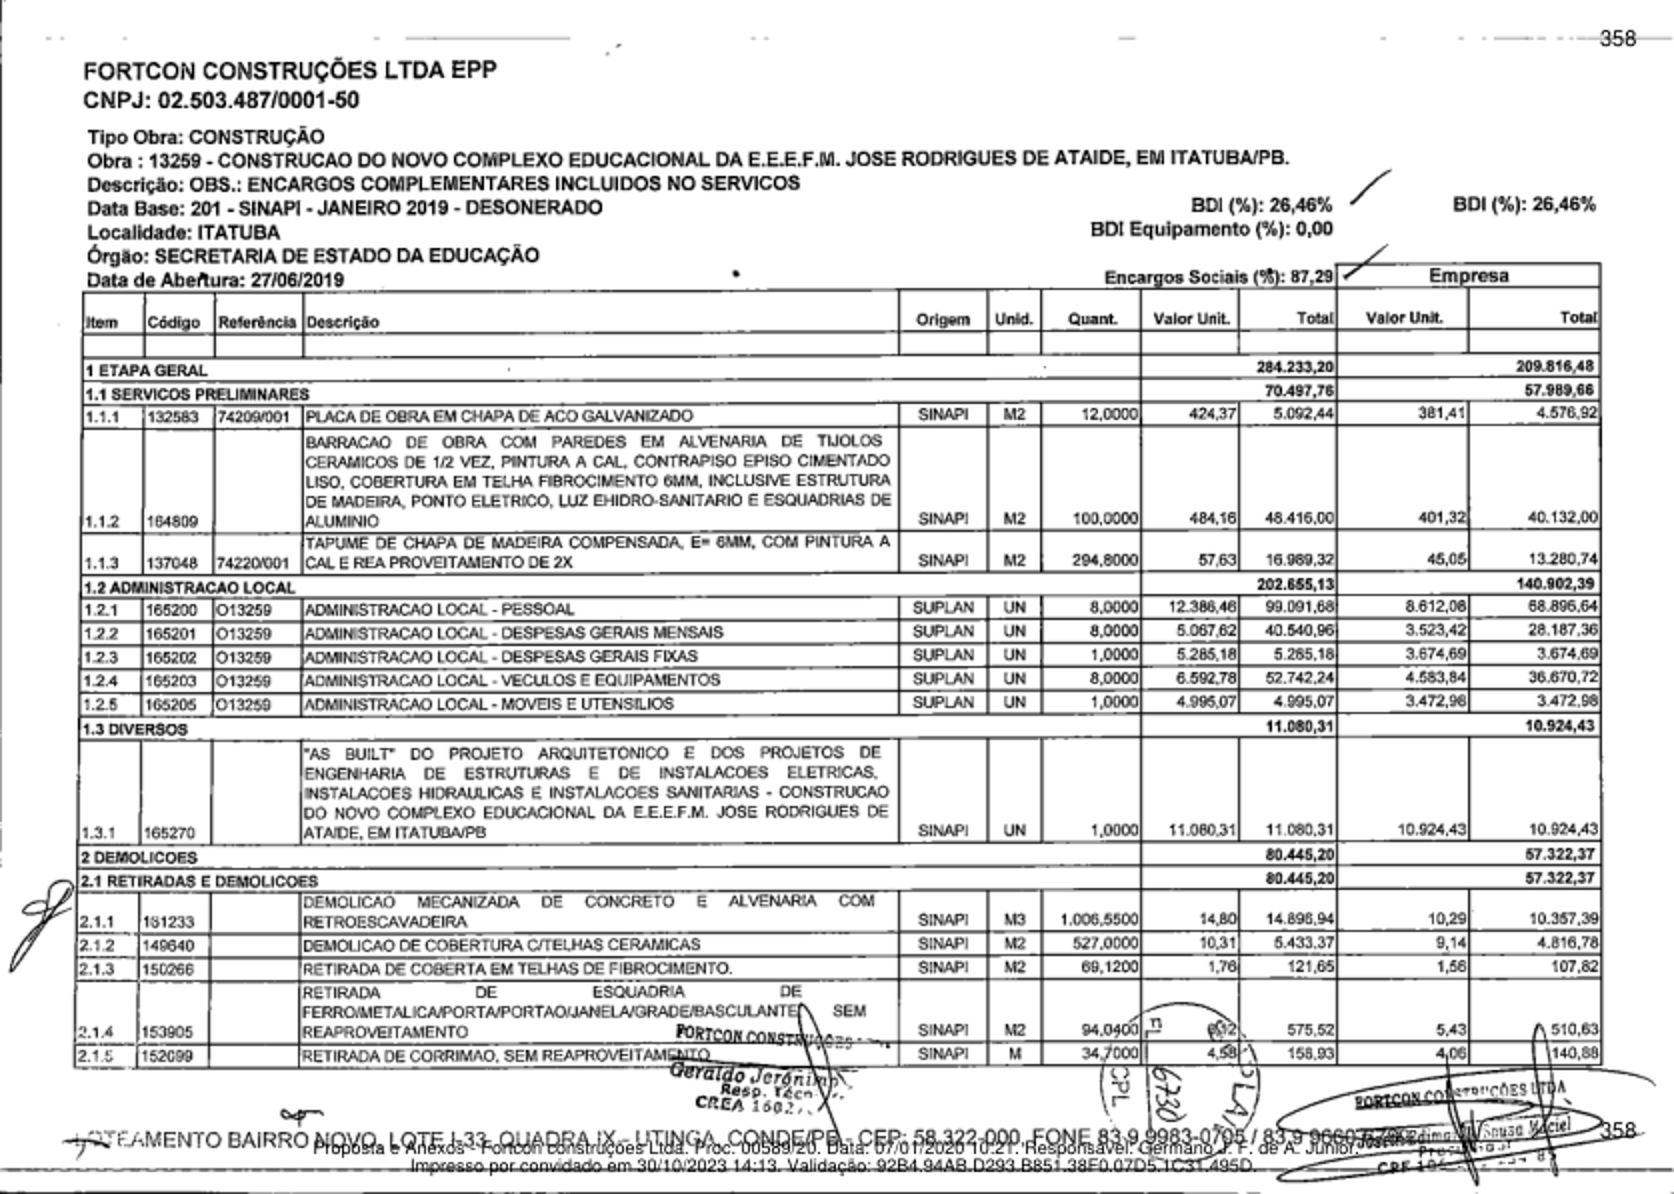 358
FORTCON CONSTRUÇÕES LTDA EPP
CNPJ: 02.503.487/0001-50
Tipo Obra: CONSTRUÇÃO
Obra : 13259 - CONSTRUCAO DO NOVO COMPLEXO EDUCACIONAL DA E.E.E.F.M. JOSE RODRIGUES DE ATAIDE, EM ITATUBA/PB.
Descrição: OBS.: ENCARGOS COMPLEMENTARES INCLUIDOS NO SERVICOS
Data Base: 201 - SINAPI - JANEIRO 2019 - DESONERADO BDI (%): 26,46% BDI (%): 26,46%
Localidade: ITATUBA BDI Equipamento (%): 0,00
Órgão: SECRETARIA DE ESTADO DA EDUCAÇÃO
Data de Abertura: 27/06/2019 Encargos Sociais (%): 87,29 Empresa
Item Código Referência Descrição Origem Unid. Quant. Valor Unit. Total Valor Unit. Total
1 ETAPA GERAL 284.233,20 209.816,48
1.1 SERVICOS PRELIMINARES 70.497,76 57.989,66
1.1.1 132583 74209/001 PLACA DE OBRA EM CHAPA DE ACO GALVANIZADO SINAPI M2 12,0000 424,37 5.092,44 381,41 4.576,92
BARRACAO DE OBRA COM PAREDES EM ALVENARIA DE TIJOLOS
CERAMICOS DE 1/2 VEZ, PINTURA A CAL, CONTRAPISO EPISO CIMENTADO
LISO, COBERTURA EM TELHA FIBROCIMENTO 6MM, INCLUSIVE ESTRUTURA
DE MADEIRA, PONTO ELETRICO, LUZ EHIDRO-SANITARIO E ESQUADRIAS DE
1.1.2 164809 ALUMINIO SINAPI M2 100,0000 484,16 48.416,00 401,32 40.132,00
TAPUME DE CHAPA DE MADEIRA COMPENSADA, E= 6MM, COM PINTURA A
1.1.3 137048 74220/001 CAL E REA PROVEITAMENTO DE 2X SINAPI M2 294,8000 57,63 16.989,32 45,05 13.280,74
1.2 ADMINISTRACAO LOCAL 202.655,13 140.902,39
1.2.1 165200 O13259 ADMINISTRACAO LOCAL - PESSOAL SUPLAN UN 8,0000 12.386,46 99.091,68 8.612,08 68.896,64
1.2.2 165201 O13259 ADMINISTRACAO LOCAL - DESPESAS GERAIS MENSAIS SUPLAN UN 8,0000 5.067,62 40.540,96 3.523,42 28.187,36
1.2.3 165202 O13259 ADMINISTRACAO LOCAL - DESPESAS GERAIS FIXAS SUPLAN UN 1,0000 5.285,18 5.285,18 3.674,69 3.674,69
1.2.4 165203 O13259 ADMINISTRACAO LOCAL - VECULOS E EQUIPAMENTOS SUPLAN UN 8,0000 6.592,78 52.742,24 4.583,84 36.670,72
1.2.5 165205 O13259 ADMINISTRACAO LOCAL - MOVEIS E UTENSILIOS SUPLAN UN 1,0000 4.995,07 4.995,07 3.472,98 3.472,98
1.3 DIVERSOS 11.080,31 10.924,43
"AS BUILT" DO PROJETO ARQUITETONICO E DOS PROJETOS DE
ENGENHARIA DE ESTRUTURAS E DE INSTALACOES ELETRICAS,
INSTALACOES HIDRAULICAS E INSTALACOES SANITARIAS - CONSTRUCAO
DO NOVO COMPLEXO EDUCACIONAL DA E.E.E.F.M. JOSE RODRIGUES DE
1.3.1 165270 ATAIDE, EM ITATUBA/PB SINAPI UN 1,0000 11.080,31 11.080,31 10.924,43 10.924,43
2 DEMOLICOES 80.445,20 57.322,37
2.1 RETIRADAS E DEMOLICOES 80.445,20 57.322,37
DEMOLICAO MECANIZADA DE CONCRETO E ALVENARIA COM
2.1.1 161233 RETROESCAVADEIRA SINAPI M3 1.006,5500 14,80 14.896,94 10,29 10.357,39
2.1.2 149640 DEMOLICAO DE COBERTURA C/TELHAS CERAMICAS SINAPI M2 527,0000 10,31 5.433,37 9,14 4.816,78
2.1.3 150266 RETIRADA DE COBERTA EM TELHAS DE FIBROCIMENTO. SINAPI M2 69,1200 1,76 121,65 1,56 107,82
RETIRADA DE ESQUADRIA DE
FERRO/METALICA/PORTA/PORTAO/JANELA/GRADE/BASCULANTE SEM
2.1.4 153905 REAPROVEITAMENTO SINAPI M2 94,0400 6,12 575,52 5,43 510,63
2.1.5 152099 RETIRADA DE CORRIMAO, SEM REAPROVEITAMENTO SINAPI M 34,7000 4,58 158,93 4,06 140,88
FORTCON CONSTRUÇÕES
Geraldo Jerônimo
Resp. Técn
CREA 1602
CPL
FL
6730
FORTCON CONSTRUÇÕES LTDA
Sousa Maciel
CPF
LOTEAMENTO BAIRRO NOVO, LOTE I-33, QUADRA IX - UTINGA, CONDE/PB - CEP: 58.322-000, FONE 83 9 9983-0705 / 83 9 358
Proposta e Anexos - Fortcon construções Ltda. Proc. 00589/20. Data: 07/01/2020 10:21. Responsável: Germano J. F. de A. Júnior.
Impresso por convidado em 30/10/2023 14:13. Validação: 92B4.94AB.D293.B851.38F0.07D5.1C31.495D.